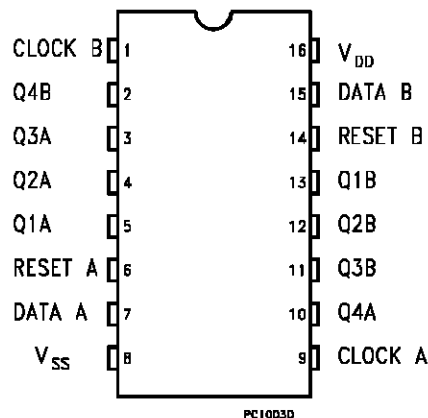 CLOCK B 1 16 VDD
Q4B 2 15 DATA B
Q3A 3 14 RESET B
Q2A 4 13 Q1B
Q1A 5 12 Q2B
RESET A 6 11 Q3B
DATA A 7 10 Q4A
VSS 8 9 CLOCK A
PC10030